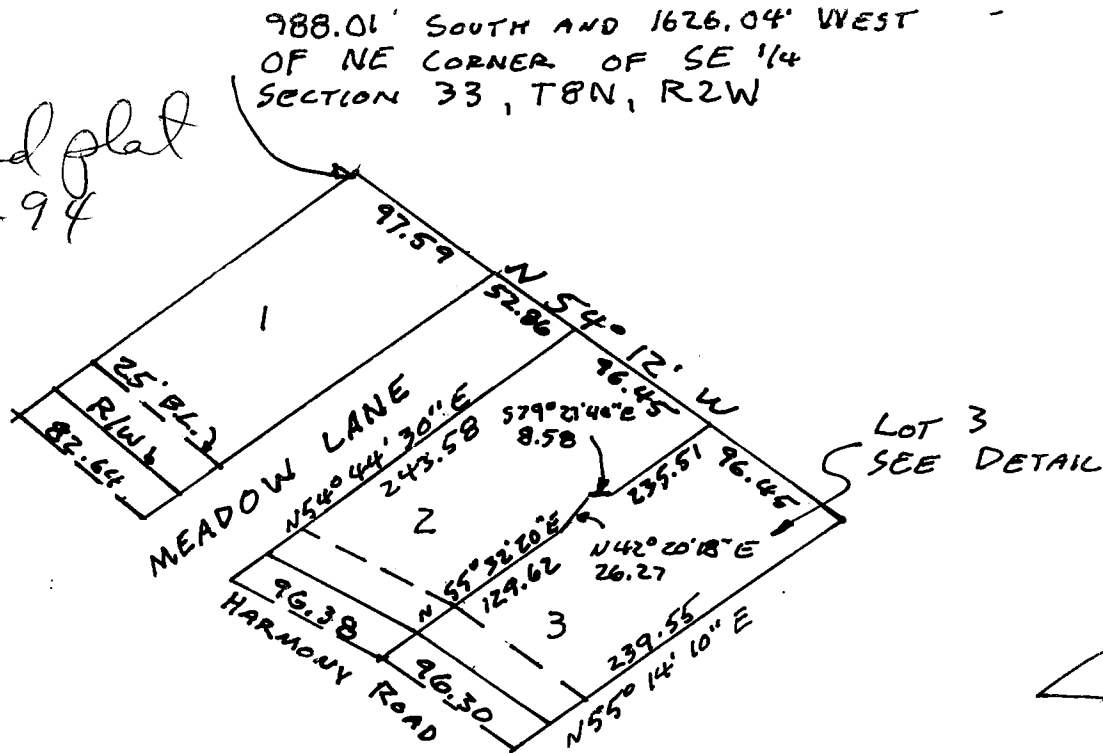 988.01' SOUTH AND 1626.04' WEST
OF NE CORNER OF SE 1/4
SECTION 33, T8N, R2W
d plat
94
97.59
N 54° 12' W
52.86
1
96.45
25' B.L.
R/W
82.64
MEADOW LANE
N54° 44' 30" E
243.58
8.58
235.51
96.45
LOT 3
SEE DETAIL
2
N 55° 32' 20" E
129.62
N42° 20' 18" E
26.27
96.38
HARMONY ROAD
3
96.30
239.55
N55° 14' 10" E